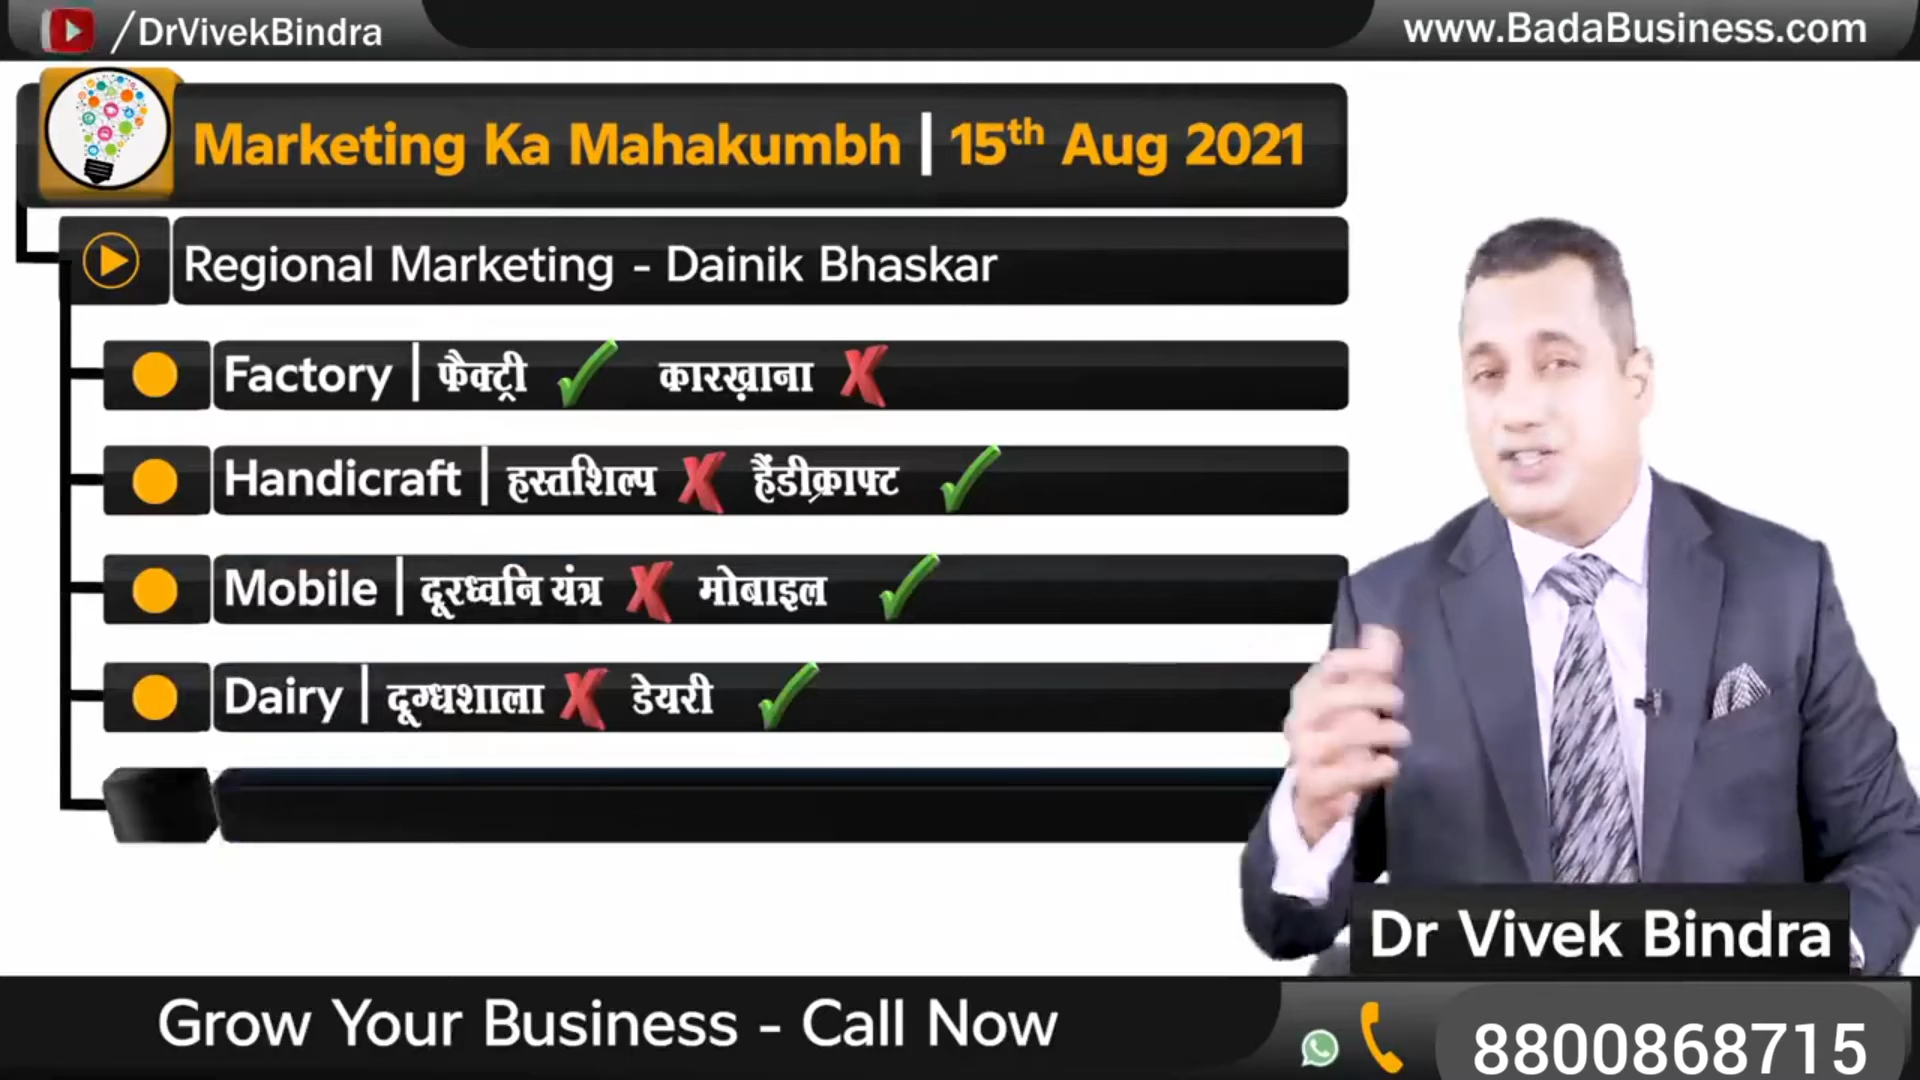 /DrVivekBindra
www.BadaBusiness.com
Marketing Ka Mahakumbh | 15th Aug 2021
Regional Marketing - Dainik Bhaskar
Factory | फैक्ट्री ✓ कारख़ाना ✗
Handicraft | हस्तशिल्प ✗ हैंडीक्राफ्ट ✓
Mobile | दूरध्वनि यंत्र ✗ मोबाइल ✓
Dairy | दूग्धशाला ✗ डेयरी ✓
Dr Vivek Bindra
Grow Your Business - Call Now
8800868715